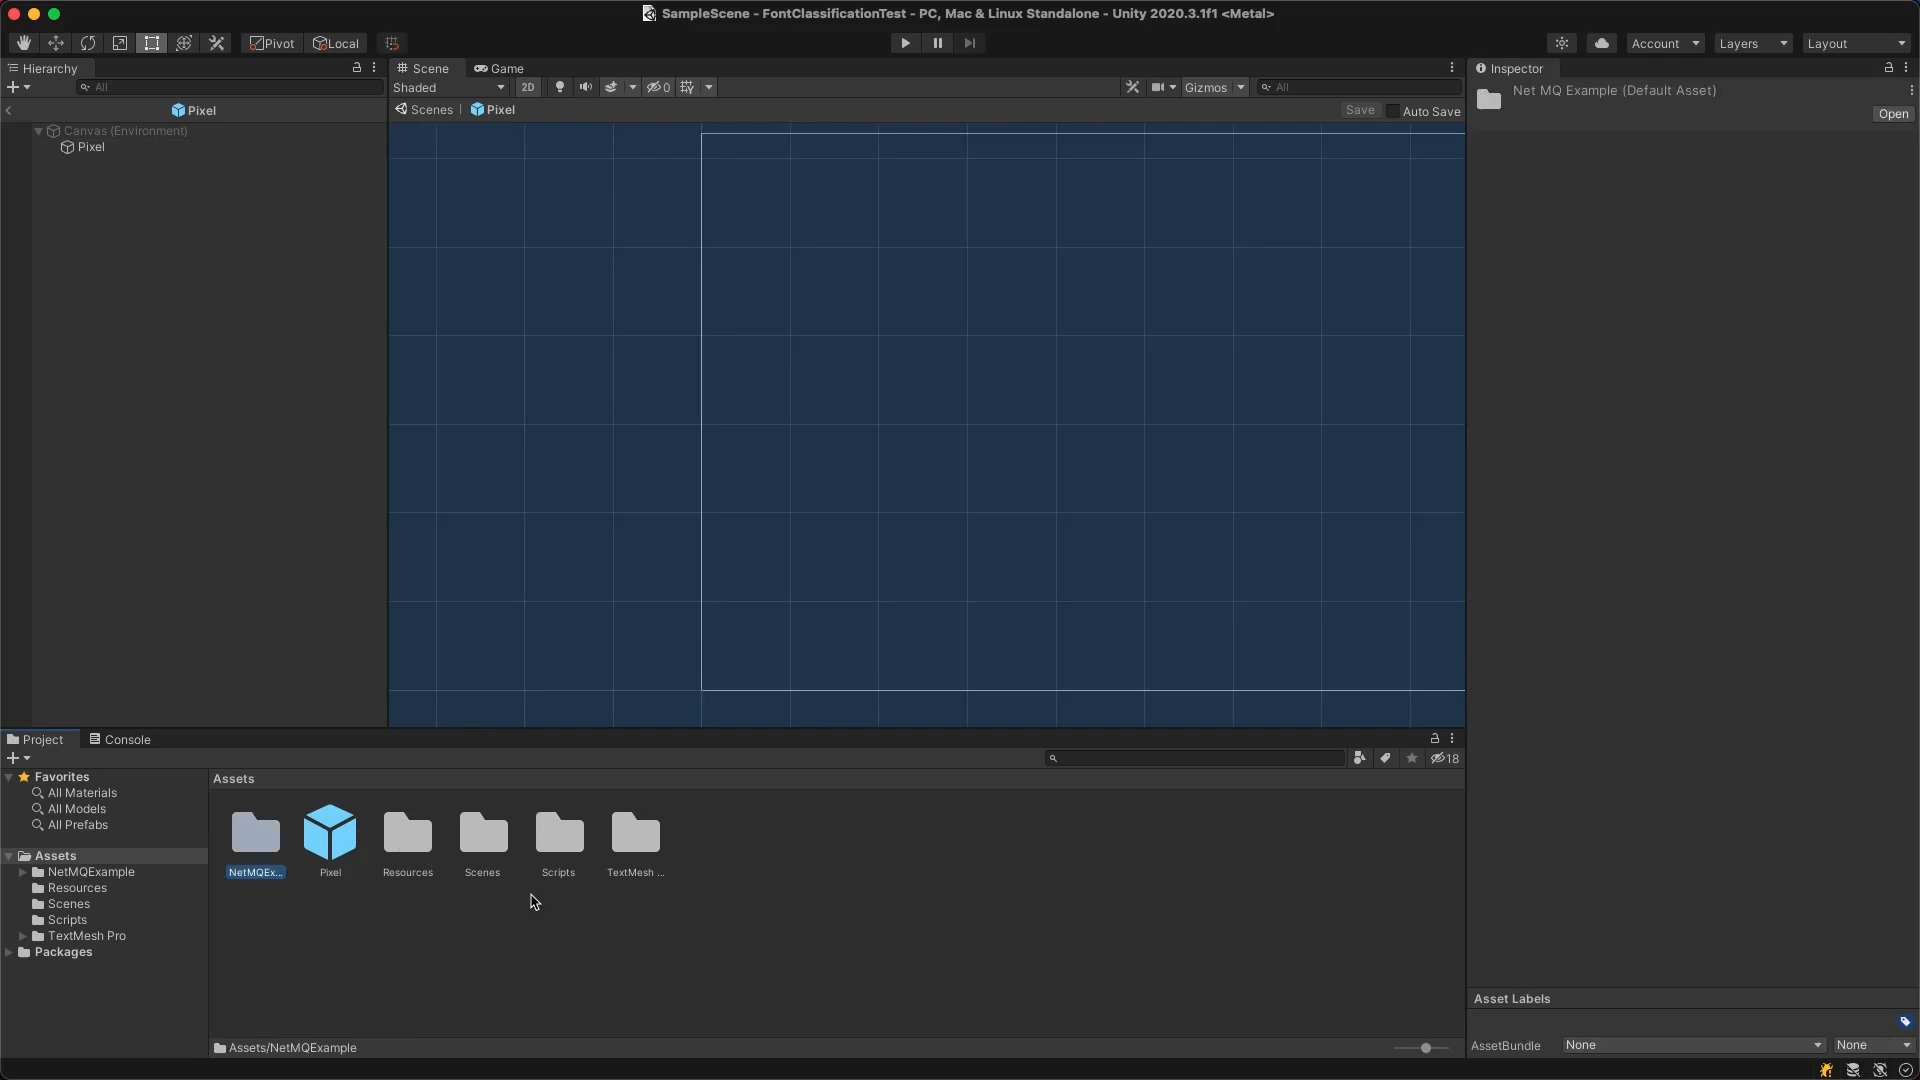 SampleScene - FontClassificationTest - PC, Mac & Linux Standalone - Unity 2020.3.1f1 <Metal>
Pivot
Local
Account
Layers
Layout
Hierarchy
All
Pixel
Canvas (Environment)
Pixel
Scene
Game
Shaded
2D
0
Gizmos
All
Scenes
Pixel
Save
Auto Save
Inspector
Net MQ Example (Default Asset)
Open
Project
Console
18
Favorites
All Materials
All Models
All Prefabs
Assets
NetMQExample
Resources
Scenes
Scripts
TextMesh Pro
Packages
Assets
NetMQEx...
Pixel
Resources
Scenes
Scripts
TextMesh ...
Assets/NetMQExample
Asset Labels
AssetBundle
None
None